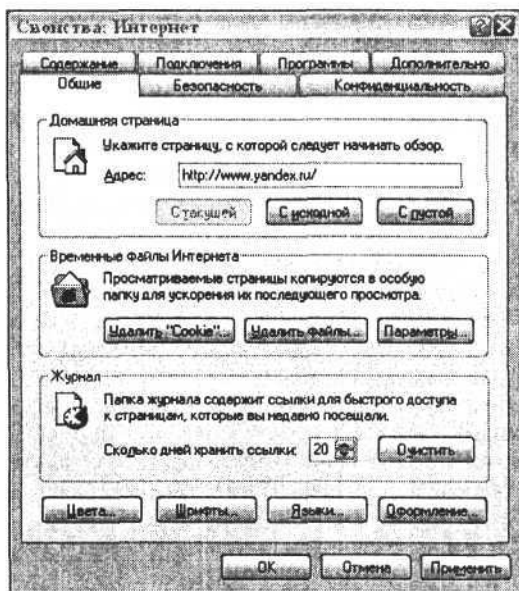 Свойства: Интернет
Содержание Подключения Программы Дополнительно
Общие Безопасность Конфиденциальность
Домашняя страница
Укажите страницу, с которой следует начинать обзор.
Адрес: http://www.yandex.ru/
С текущей С исходной С пустой
Временные файлы Интернета
Просматриваемые страницы копируются в особую
папку для ускорения их последующего просмотра.
Удалить "Cookie"... Удалить файлы... Параметры...
Журнал
Папка журнала содержит ссылки для быстрого доступа
к страницам, которые вы недавно посещали.
Сколько дней хранить ссылки: 20 Очистить
Цвета... Шрифты... Языки... Оформление...
OK Отмена Применить